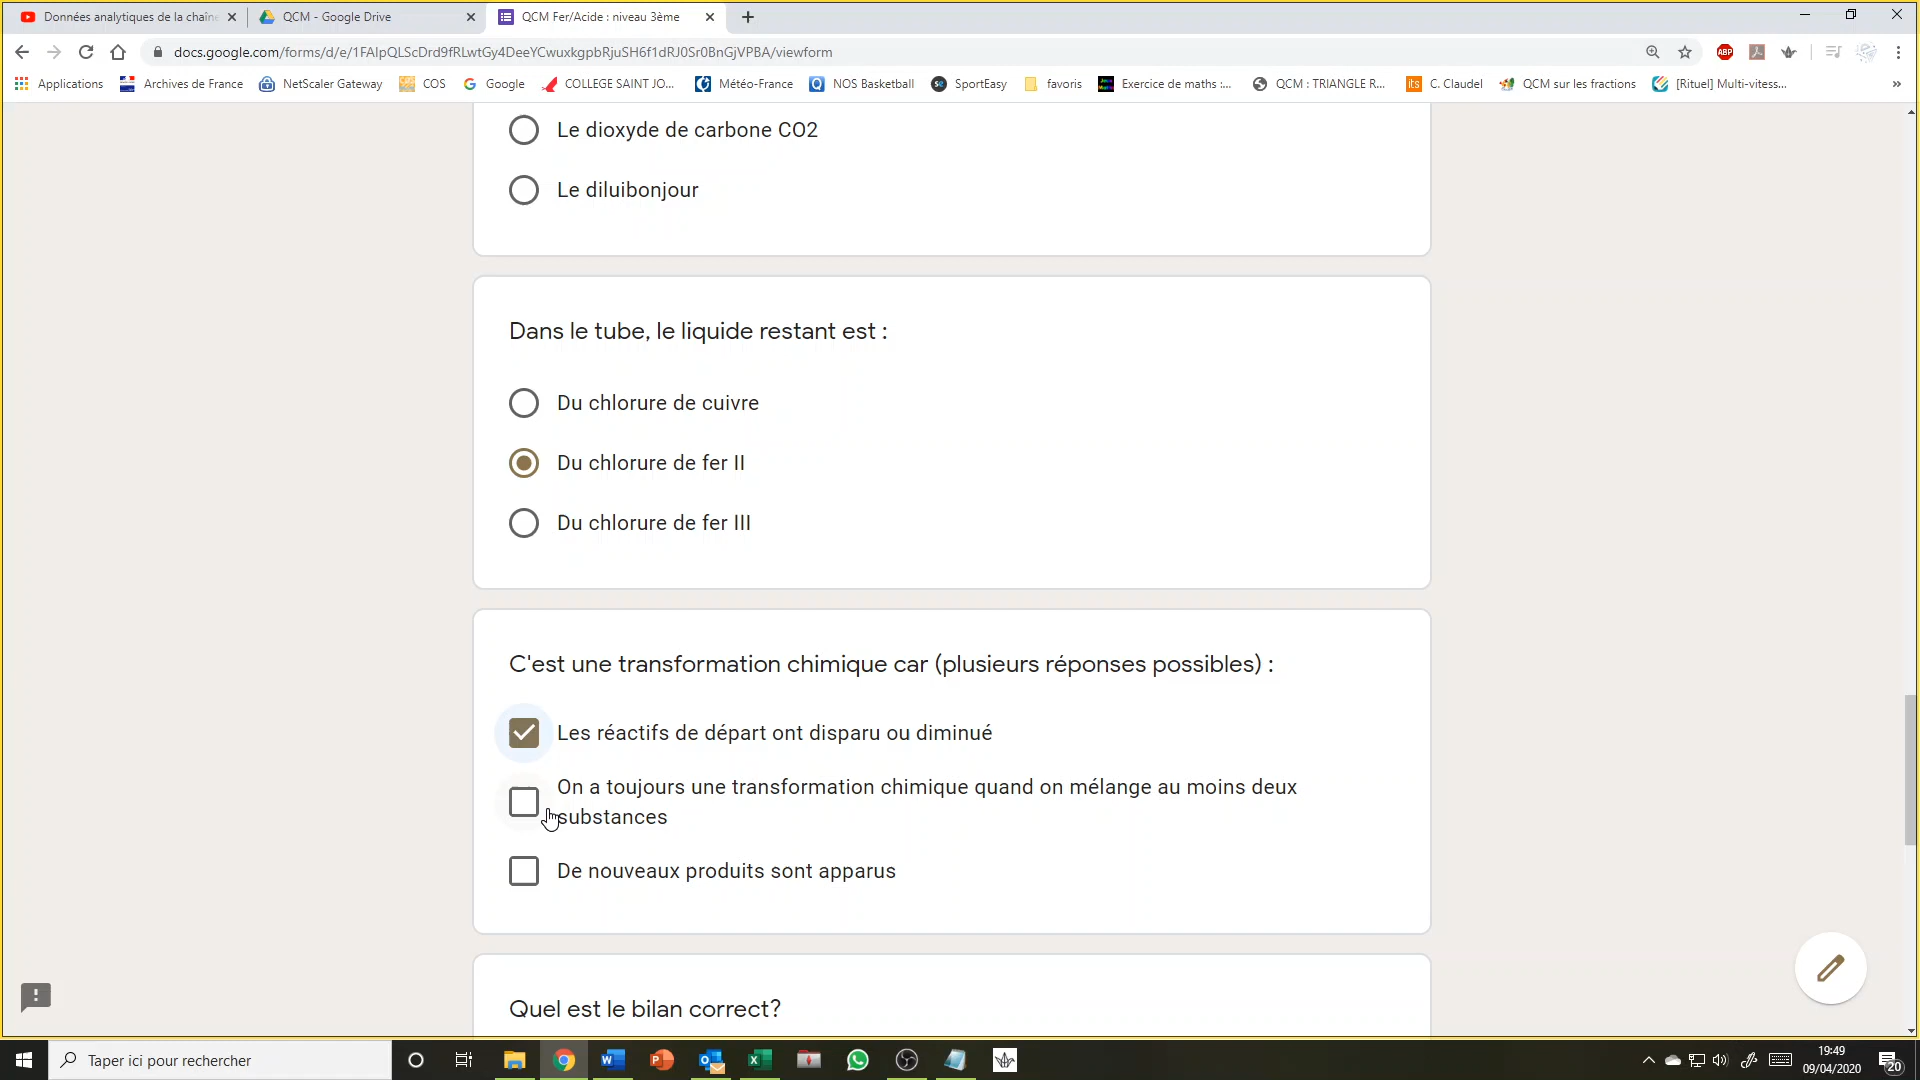 Données analytiques de la chaîne
QCM - Google Drive
QCM Fer/Acide : niveau 3ème
docs.google.com/forms/d/e/1FAIpQLScDrd9fRLwtGy4DeeYCwuxkgpbRjuSH6f1dRJ0Sr0BnGjVPBA/viewform
ABP
Applications
Archives de France
NetScaler Gateway
COS
Google
COLLEGE SAINT JO...
Météo-France
NOS Basketball
SportEasy
favoris
Exercice de maths :...
QCM : TRIANGLE R...
its C. Claudel
QCM sur les fractions
[Rituel] Multi-vitess...
»
Le dioxyde de carbone CO2
Le diluibonjour
Dans le tube, le liquide restant est :
Du chlorure de cuivre
Du chlorure de fer II
Du chlorure de fer III
C'est une transformation chimique car (plusieurs réponses possibles) :
Les réactifs de départ ont disparu ou diminué
On a toujours une transformation chimique quand on mélange au moins deux
substances
De nouveaux produits sont apparus
Quel est le bilan correct?
Taper ici pour rechercher
19:49
09/04/2020
20